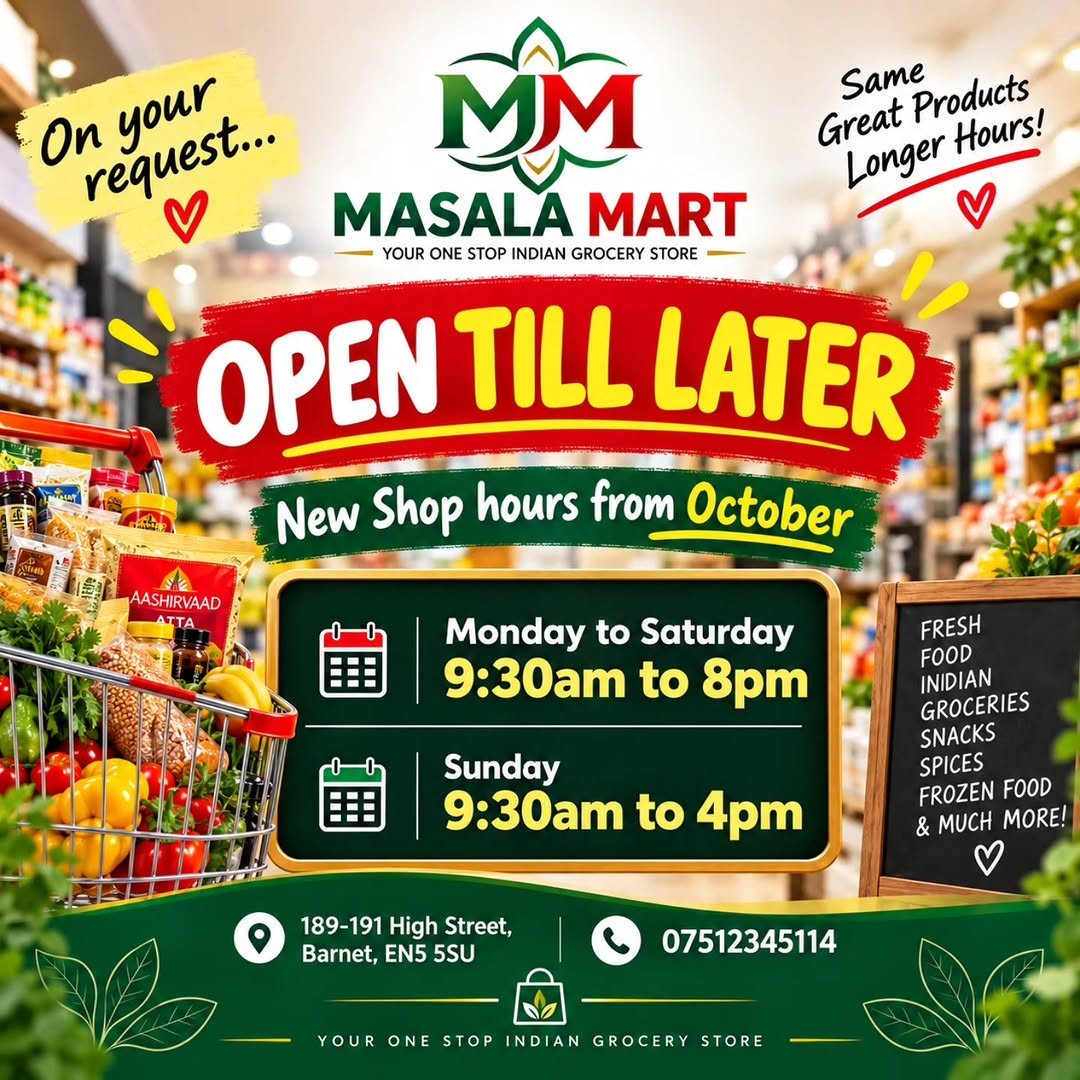 On your
request...
MM
MASALA MART
YOUR ONE STOP INDIAN GROCERY STORE
Same
Great Products
Longer Hours!
OPEN TILL LATER
New Shop hours from October
Monday to Saturday
9:30am to 8pm
Sunday
9:30am to 4pm
AASHIRVAAD
ATTA
FRESH
FOOD
INIDIAN
GROCERIES
SNACKS
SPICES
FROZEN FOOD
& MUCH MORE!
189-191 High Street,
Barnet, EN5 5SU
07512345114
YOUR ONE STOP INDIAN GROCERY STORE